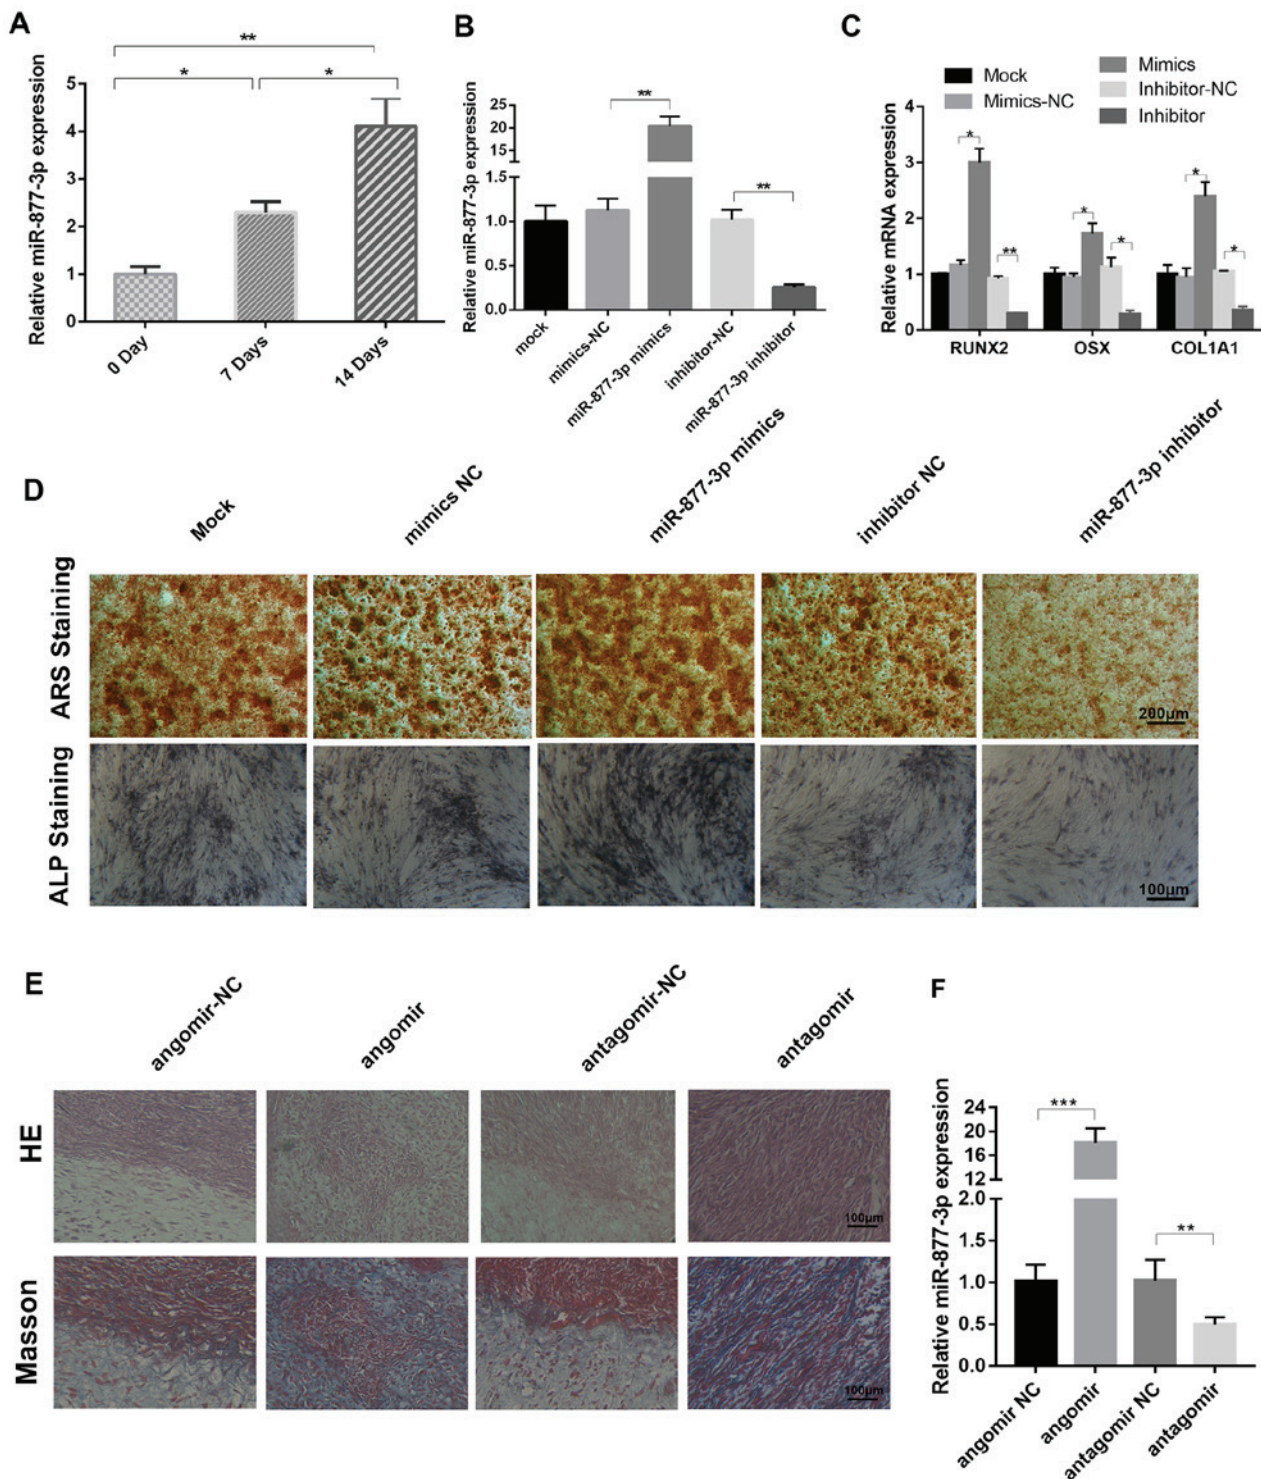 A
**
*
*
Relative miR-877-3p expression
5
4
3
2
1
0
0 Day
7 Days
14 Days
B
**
**
Relative miR-877-3p expression
25
20
15
1.5
1.0
0.5
0.0
mock
mimics-NC
miR-877-3p mimics
inhibitor-NC
miR-877-3p inhibitor
C
Mock
Mimics-NC
Mimics
Inhibitor-NC
Inhibitor
Relative mRNA expression
4
3
2
1
0
*
**
*
*
*
*
RUNX2
OSX
COL1A1
D
Mock
mimics NC
miR-877-3p mimics
inhibitor NC
miR-877-3p inhibitor
ARS Staining
200μm
ALP Staining
100μm
E
angomir-NC
angomir
antagomir-NC
antagomir
HE
100μm
Masson
100μm
F
***
**
Relative miR-877-3p expression
24
20
16
12
2.0
1.5
1.0
0.5
0.0
angomir NC
angomir
antagomir NC
antagomir